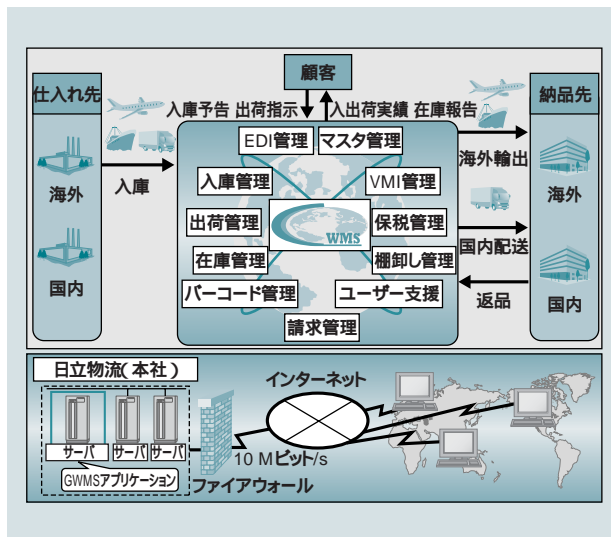 顧客
仕入れ先
納品先
入庫予告 出荷指示
入出荷実績 在庫報告
EDI管理
マスタ管理
海外輸出
海外
入庫
入庫管理
VMI管理
海外
出荷管理
WMS
保税管理
国内配送
在庫管理
棚卸し管理
国内
バーコード管理
ユーザー支援
返品
国内
請求管理
日立物流(本社)
インターネット
サーバ
サーバ
サーバ
10 Mビット/s
GWMSアプリケーション
ファイアウォール